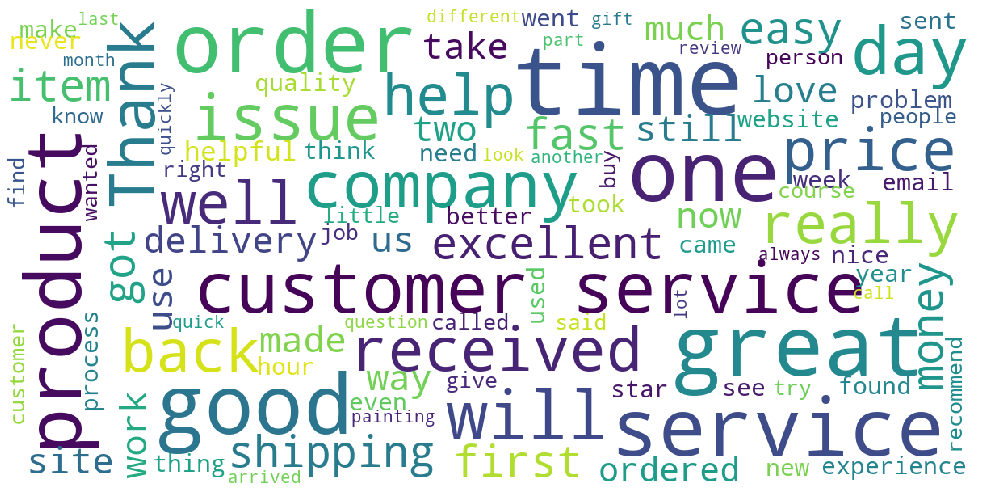 make
last
different
went
gift
much
easy
sent
never
order
take
part
review
person
day
month
Thank
time
item
quality
help
love
problem
know
quickly
issue
two
fast
still
website
people
helpful
think
need
look
another
one
price
find
product
wanted
right
company
buy
week
email
well
little
better
took
now
course
really
got
delivery
job
us
excellent
came
always
nice
use
customer service
used
lot
year
call
money
customer
process
quick
back
made
question
called
said
received
great
hour
way
give
star
see
try
found
recommend
work
good
even
painting
will
service
site
thing
shipping
arrived
first
ordered
new
experience